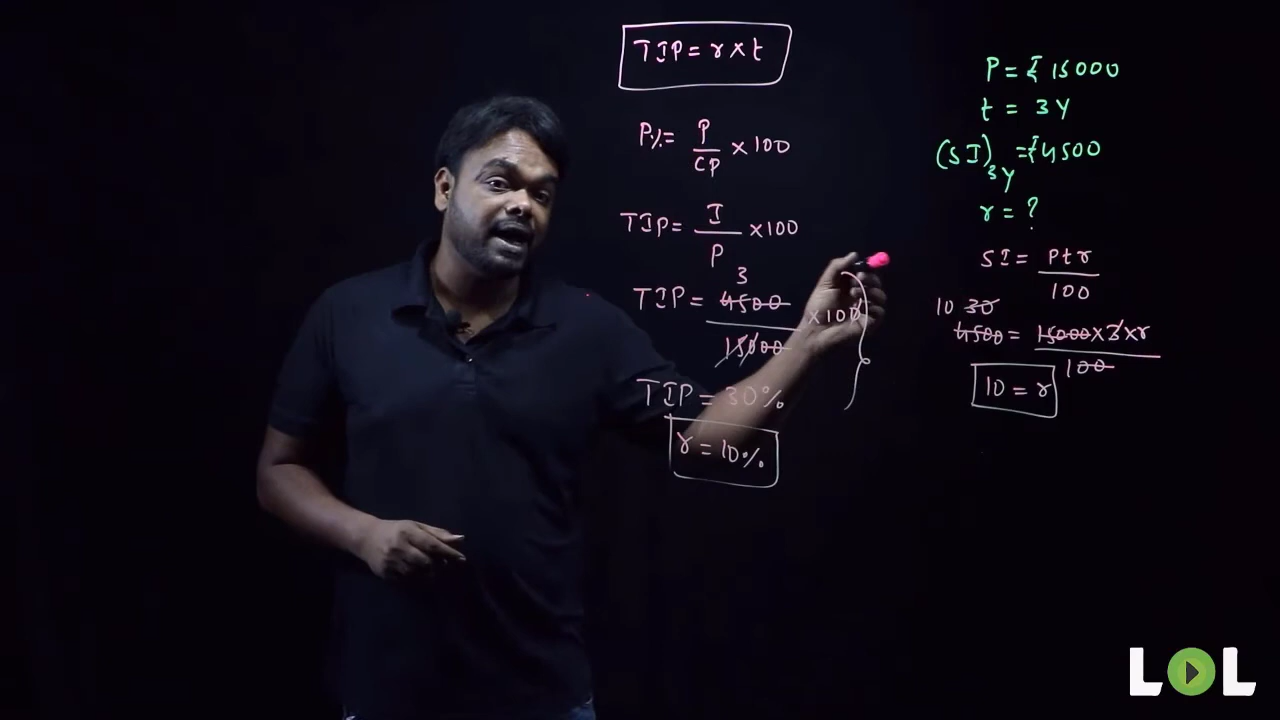 TIP = r × t
P% = P/CP × 100
TIP = I/P × 100
3
TIP = 4500/15000 × 100
TIP = 30%
r = 10%
P = ₹ 15000
t = 3Y
(SI)3Y = ₹4500
r = ?
SI = Ptr/100
10 30
4500 = 15000×3×r/100
10 = r
LOL